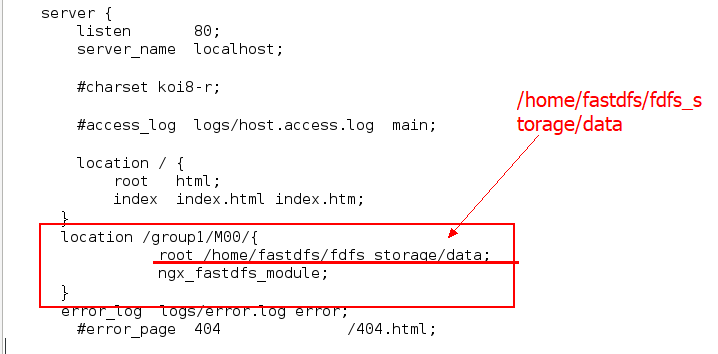 server {
listen 80;
server_name localhost;
#charset koi8-r;
#access_log logs/host.access.log main;
location / {
root html;
index index.html index.htm;
}
location /group1/M00/{
root /home/fastdfs/fdfs_storage/data;
ngx_fastdfs_module;
}
error_log logs/error.log error;
#error_page 404 /404.html;
/home/fastdfs/fdfs_s
torage/data